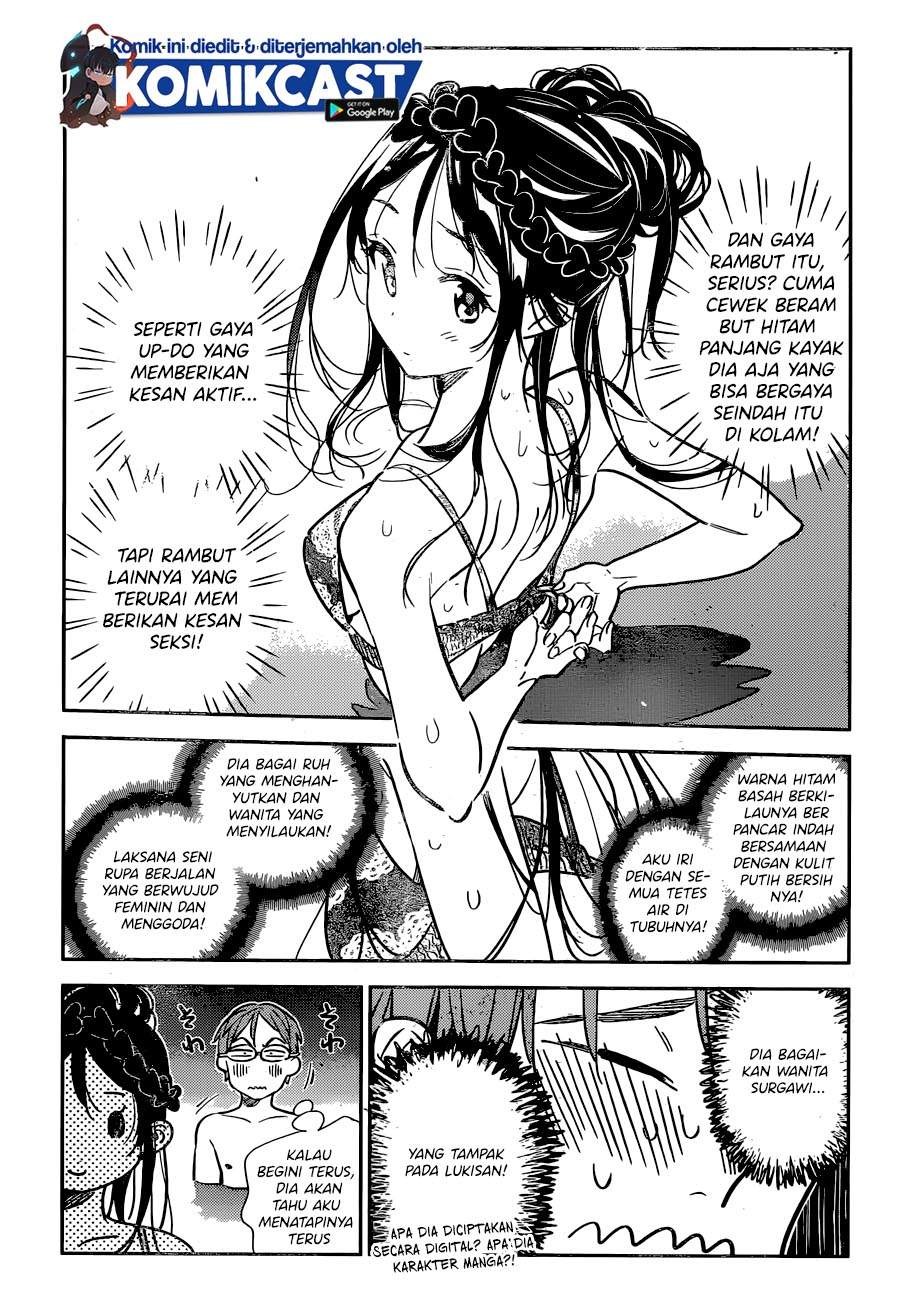 Komik ini diedit & diterjemahkan oleh
KOMIKCAST
GET IT ON
Google Play
DAN GAYA
RAMBUT ITU,
SERIUS? CUMA
CEWEK BERAM
BUT HITAM
PANJANG KAYAK
DIA AJA YANG
BISA BERGAYA
SEINDAH ITU
DI KOLAM!
SEPERTI GAYA
UP-DO YANG
MEMBERIKAN
KESAN AKTIF...
TAPI RAMBUT
LAINNYA YANG
TERURAI MEM
BERIKAN KESAN
SEKSI!
WARNA HITAM
BASAH BERKI-
LAUNYA BER
PANCAR INDAH
BERSAMAAN
DENGAN KULIT
PUTIH BERSIH
NYA!
AKU IRI
DENGAN SE-
MUA TETES
AIR DI
TUBUHNYA!
DIA BAGAI RUH
YANG MENGHAN-
YUTKAN DAN
WANITA YANG
MENYILAUKAN!
LAKSANA SENI
RUPA BERJALAN
YANG BERWUJUD
FEMININ DAN
MENGGODA!
DIA BAGAI-
KAN WANITA
SURGAWI...
YANG TAMPAK
PADA LUKISAN!
APA DIA DICIPTAKAN
SECARA DIGITAL? APA DIA
KARAKTER MANGA?!
そわ
そわ
KALAU
BEGINI TERUS,
DIA AKAN
TAHU AKU
MENATAPINYA
TERUS